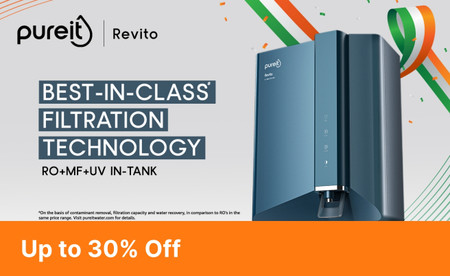 pureit | Revito
BEST-IN-CLASS*
FILTRATION
TECHNOLOGY
RO+MF+UV IN-TANK
pureit
Revito
*On the basis of contaminant removal, filtration capacity and water recovery, in comparison to RO's in the
same price range. Visit pureitwater.com for details.
Up to 30% Off